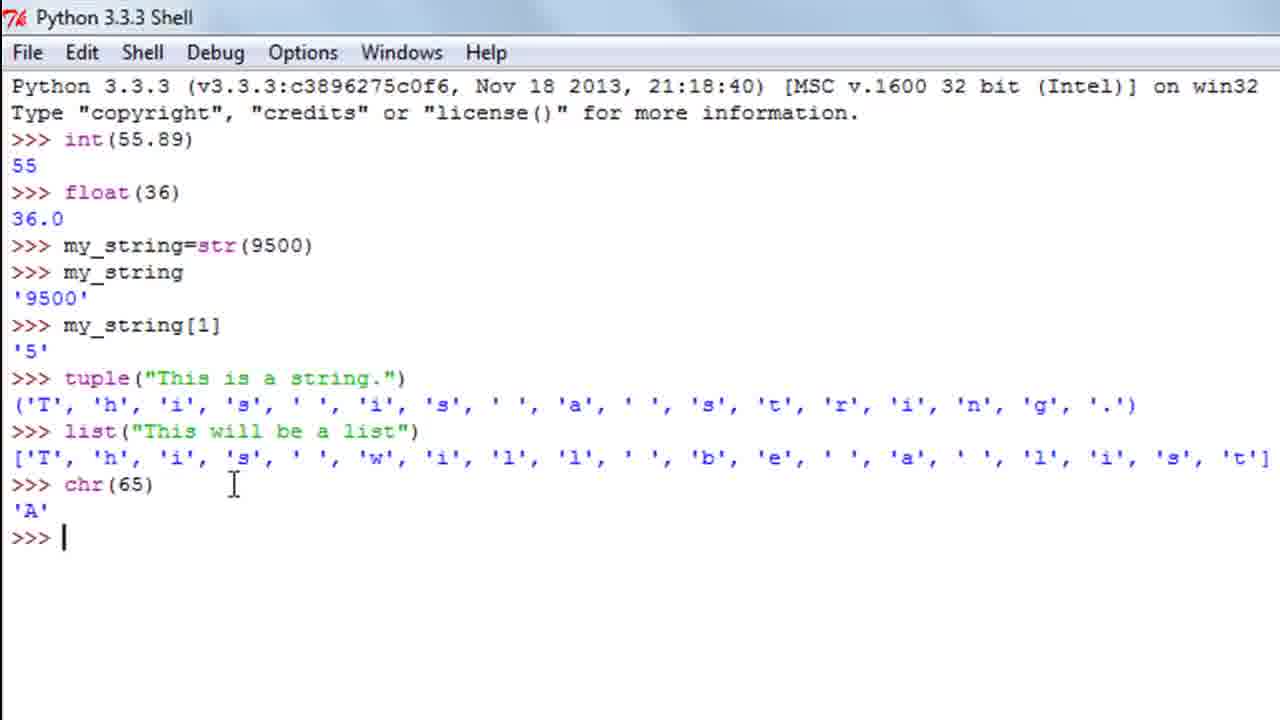 Python 3.3.3 Shell
File Edit Shell Debug Options Windows Help
Python 3.3.3 (v3.3.3:c3896275c0f6, Nov 18 2013, 21:18:40) [MSC v.1600 32 bit (Intel)] on win32
Type "copyright", "credits" or "license()" for more information.
>>> int(55.89)
55
>>> float(36)
36.0
>>> my_string=str(9500)
>>> my_string
'9500'
>>> my_string[1]
'5'
>>> tuple("This is a string.")
('T', 'h', 'i', 's', ' ', 'i', 's', ' ', 'a', ' ', 's', 't', 'r', 'i', 'n', 'g', '.')
>>> list("This will be a list")
['T', 'h', 'i', 's', ' ', 'w', 'i', 'l', 'l', ' ', 'b', 'e', ' ', 'a', ' ', 'l', 'i', 's', 't']
>>> chr(65)
'A'
>>>